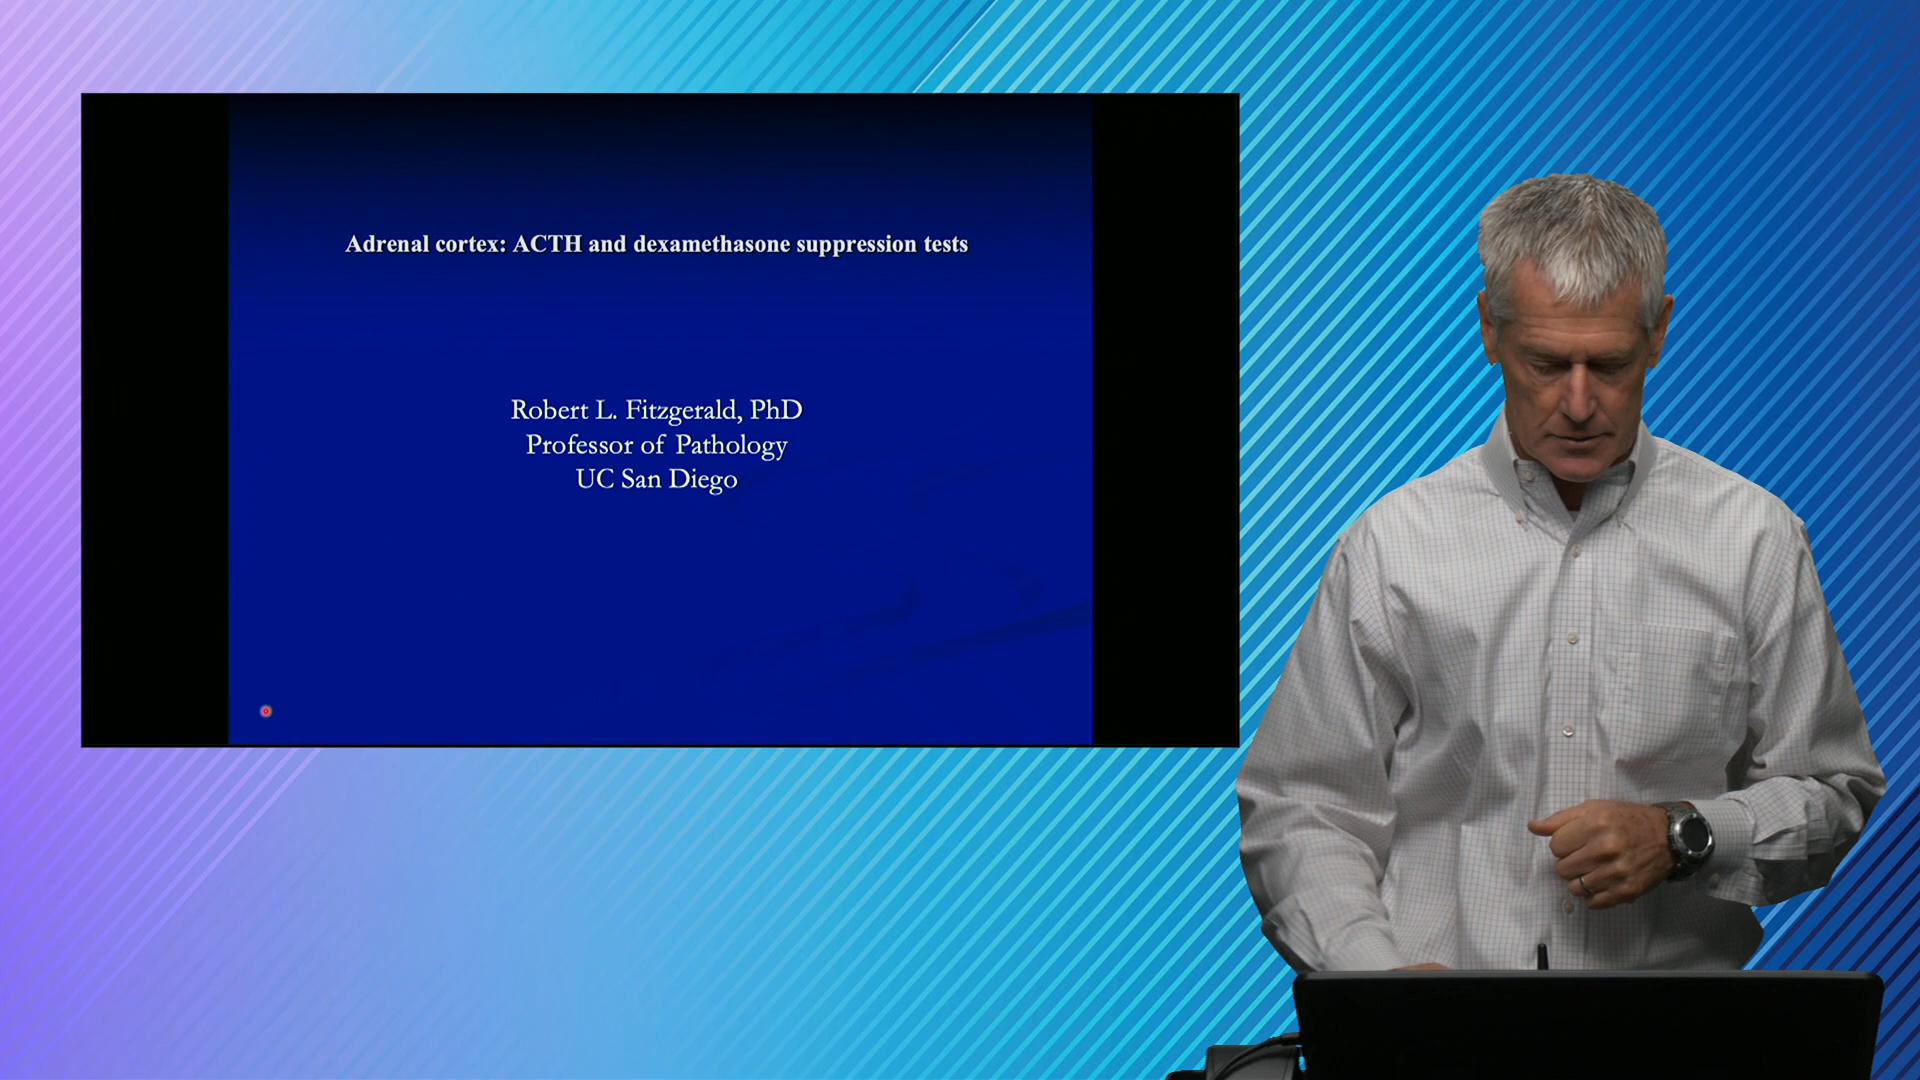 Adrenal cortex: ACTH and dexamethasone suppression tests
Robert L. Fitzgerald, PhD
Professor of Pathology
UC San Diego